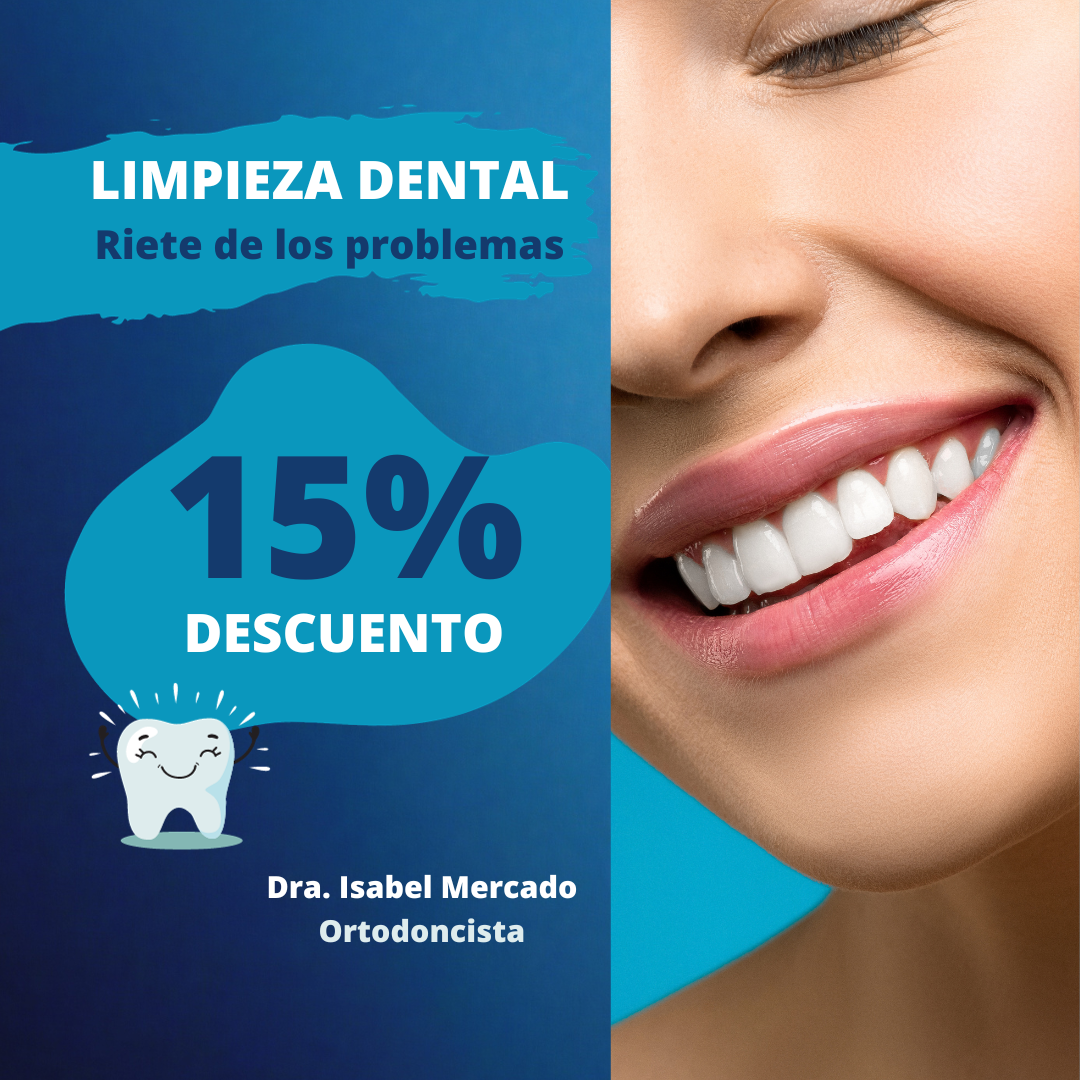 LIMPIEZA DENTAL
Riete de los problemas
15%
DESCUENTO
Dra. Isabel Mercado
Ortodoncista